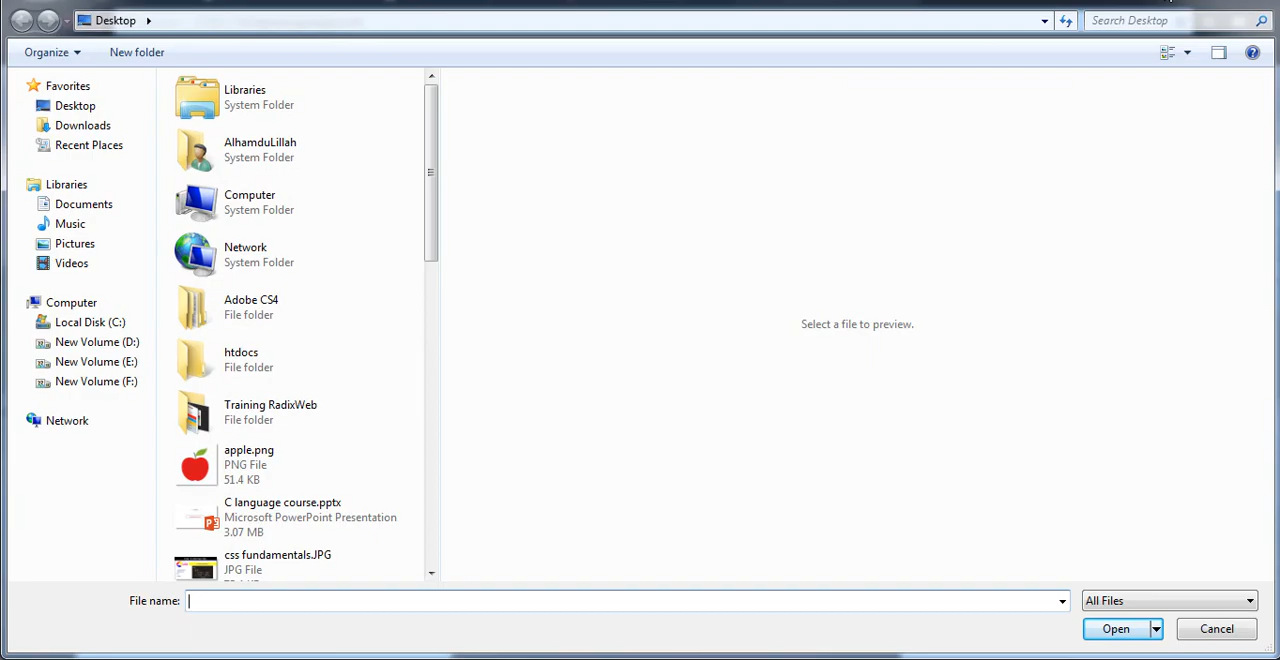 Desktop
Search Desktop
Organize
New folder
Favorites
Desktop
Downloads
Recent Places
Libraries
Documents
Music
Pictures
Videos
Computer
Local Disk (C:)
New Volume (D:)
New Volume (E:)
New Volume (F:)
Network
Libraries
System Folder
AlhamduLillah
System Folder
Computer
System Folder
Network
System Folder
Adobe CS4
File folder
htdocs
File folder
Training RadixWeb
File folder
apple.png
PNG File
51.4 KB
C language course.pptx
Microsoft PowerPoint Presentation
3.07 MB
css fundamentals.JPG
JPG File
Select a file to preview.
File name:
All Files
Open
Cancel